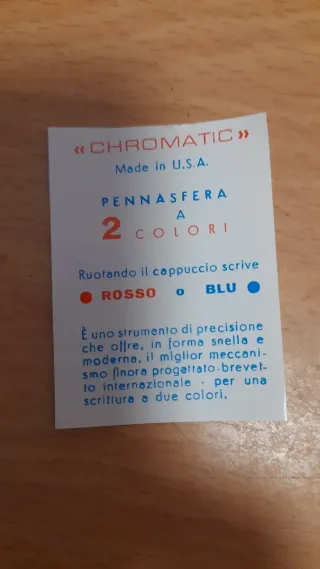 « CHROMATIC »
Made in U.S.A.
PENNASFERA
A
2 COLORI
Ruotando il cappuccio scrive
● ROSSO o BLU ●
È uno strumento di precisione
che offre, in forma snella e
moderna, il miglior meccani-
smo finora progettato - brevet-
to internazionale - per una
scrittura a due colori.